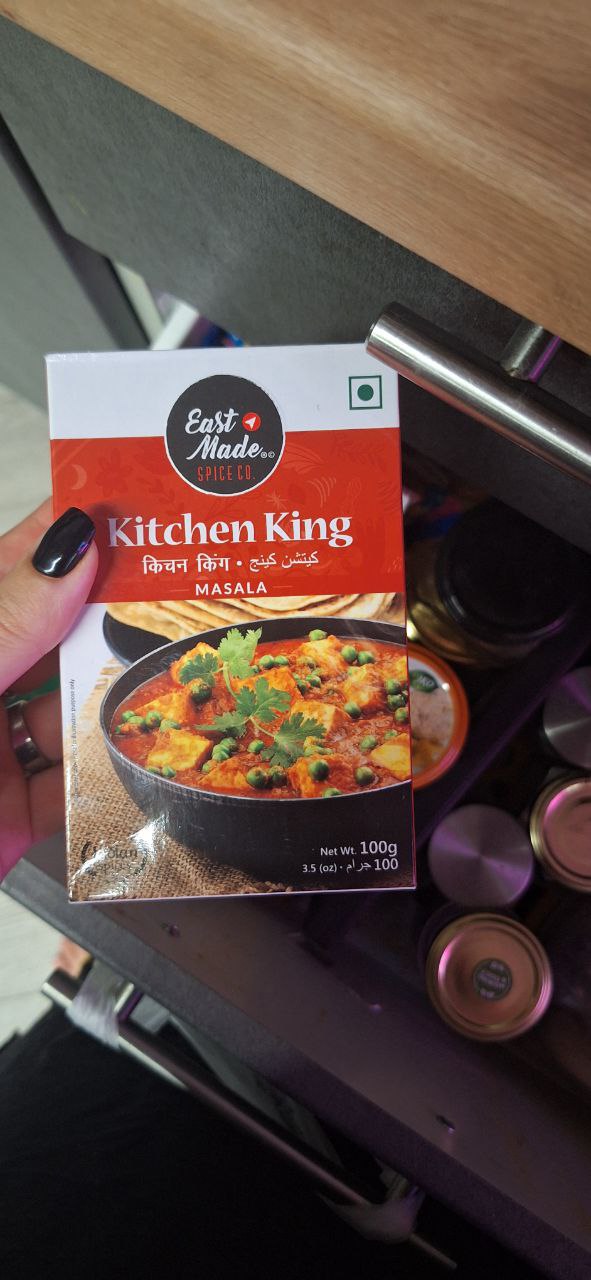 East
Made
SPICE CO.
Kitchen King
किचन किंग • كيتشن كينج
MASALA
Net Wt. 100g
3.5 (oz) • 100 جرام